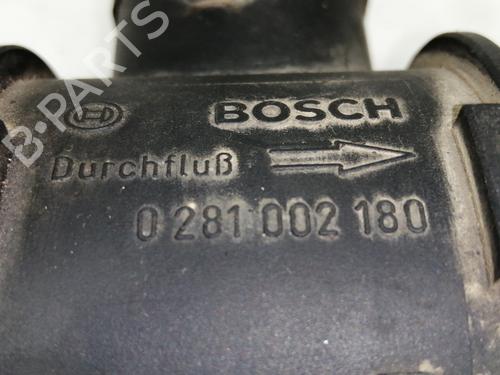 BOSCH
Durchfluß
0 281 002 180
B-PARTS